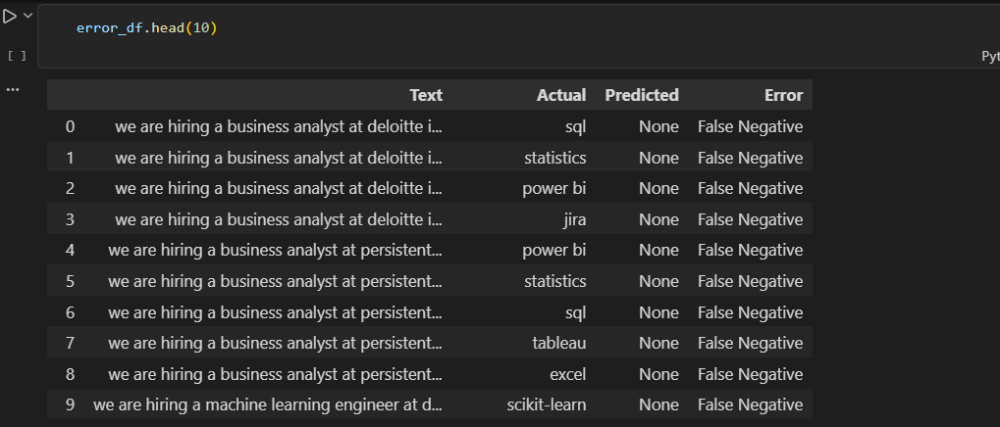 error_df.head(10)
[ ]
Pyt
...
Text Actual Predicted Error
0 we are hiring a business analyst at deloitte i... sql None False Negative
1 we are hiring a business analyst at deloitte i... statistics None False Negative
2 we are hiring a business analyst at deloitte i... power bi None False Negative
3 we are hiring a business analyst at deloitte i... jira None False Negative
4 we are hiring a business analyst at persistent... power bi None False Negative
5 we are hiring a business analyst at persistent... statistics None False Negative
6 we are hiring a business analyst at persistent... sql None False Negative
7 we are hiring a business analyst at persistent... tableau None False Negative
8 we are hiring a business analyst at persistent... excel None False Negative
9 we are hiring a machine learning engineer at d... scikit-learn None False Negative